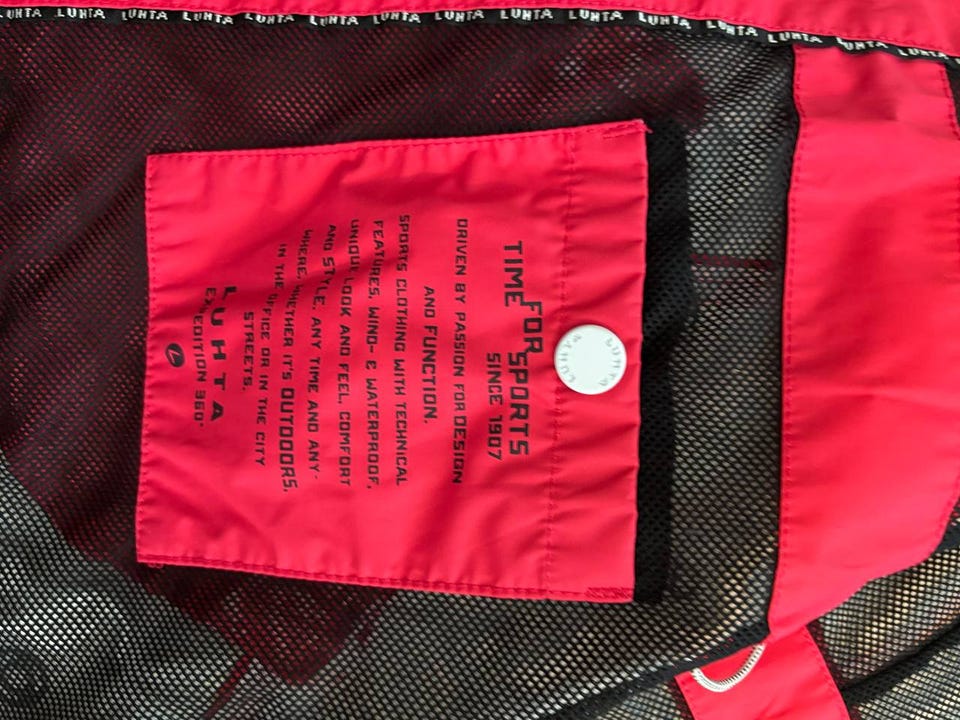 LUHTA LUHTA LUHTA LUHTA LUHTA LUHTA LUHTA LUHTA LUHTA LUHTA LUHTA LUHTA LUHTA LUHTA
LUHTA LUHTA
TIME FOR SPORTS
SINCE 1907
DRIVEN BY PASSION FOR DESIGN
AND FUNCTION.
SPORTS CLOTHING WITH TECHNICAL
FEATURES, WIND- & WATERPROOF,
UNIQUE LOOK AND FEEL, COMFORT
AND STYLE. ANY TIME AND ANY-
WHERE, WHETHER IT'S OUTDOORS,
IN THE OFFICE OR IN THE CITY
STREETS.
LUHTA
EXPEDITION 360°
L